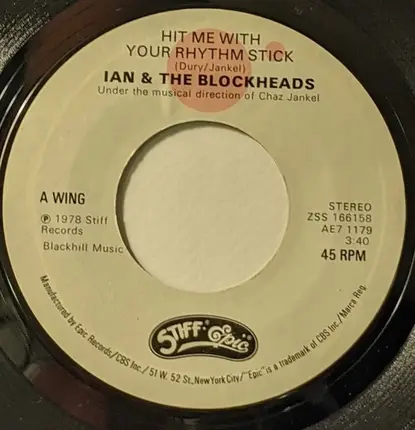 HIT ME WITH
YOUR RHYTHM STICK
(Dury/Jankel)
IAN & THE BLOCKHEADS
Under the musical direction of Chaz Jankel
A WING
℗ 1978 Stiff
Records
Blackhill Music
STEREO
ZSS 166158
AE7 1179
3:40
45 RPM
STIFF Epic
Manufactured by Epic Records/CBS Inc./51 W. 52 St., New York City/"Epic" is a trademark of CBS Inc./Marca Reg.